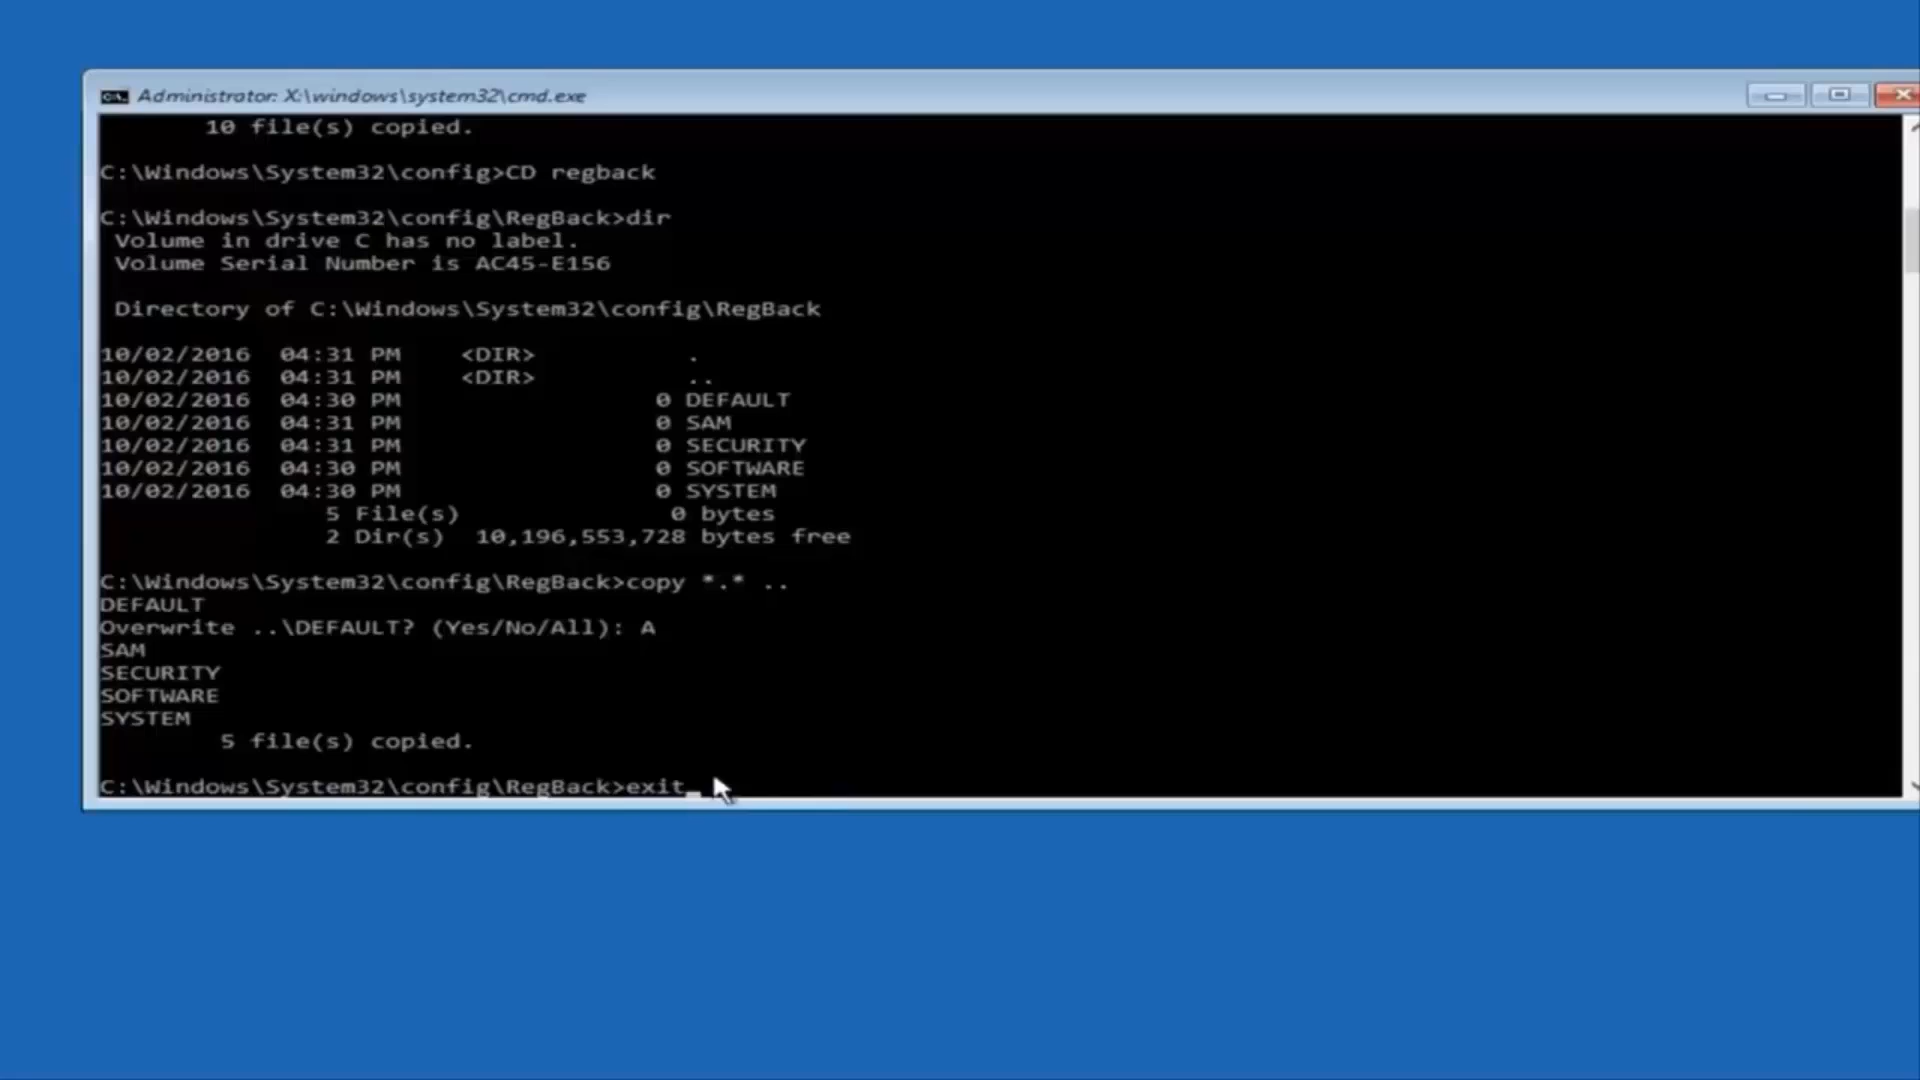 Administrator: X:\windows\system32\cmd.exe
10 file(s) copied.
C:\Windows\System32\config>CD regback
C:\Windows\System32\config\RegBack>dir
Volume in drive C has no label.
Volume Serial Number is AC45-E156
Directory of C:\Windows\System32\config\RegBack
10/02/2016 04:31 PM <DIR> .
10/02/2016 04:31 PM <DIR> ..
10/02/2016 04:30 PM 0 DEFAULT
10/02/2016 04:31 PM 0 SAM
10/02/2016 04:31 PM 0 SECURITY
10/02/2016 04:30 PM 0 SOFTWARE
10/02/2016 04:30 PM 0 SYSTEM
5 File(s) 0 bytes
2 Dir(s) 10,196,553,728 bytes free
C:\Windows\System32\config\RegBack>copy *.* ..
DEFAULT
Overwrite ..\DEFAULT? (Yes/No/All): A
SAM
SECURITY
SOFTWARE
SYSTEM
5 file(s) copied.
C:\Windows\System32\config\RegBack>exit_